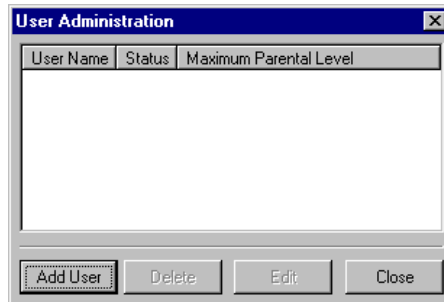 User Administration
User Name Status Maximum Parental Level
Add User Delete Edit Close